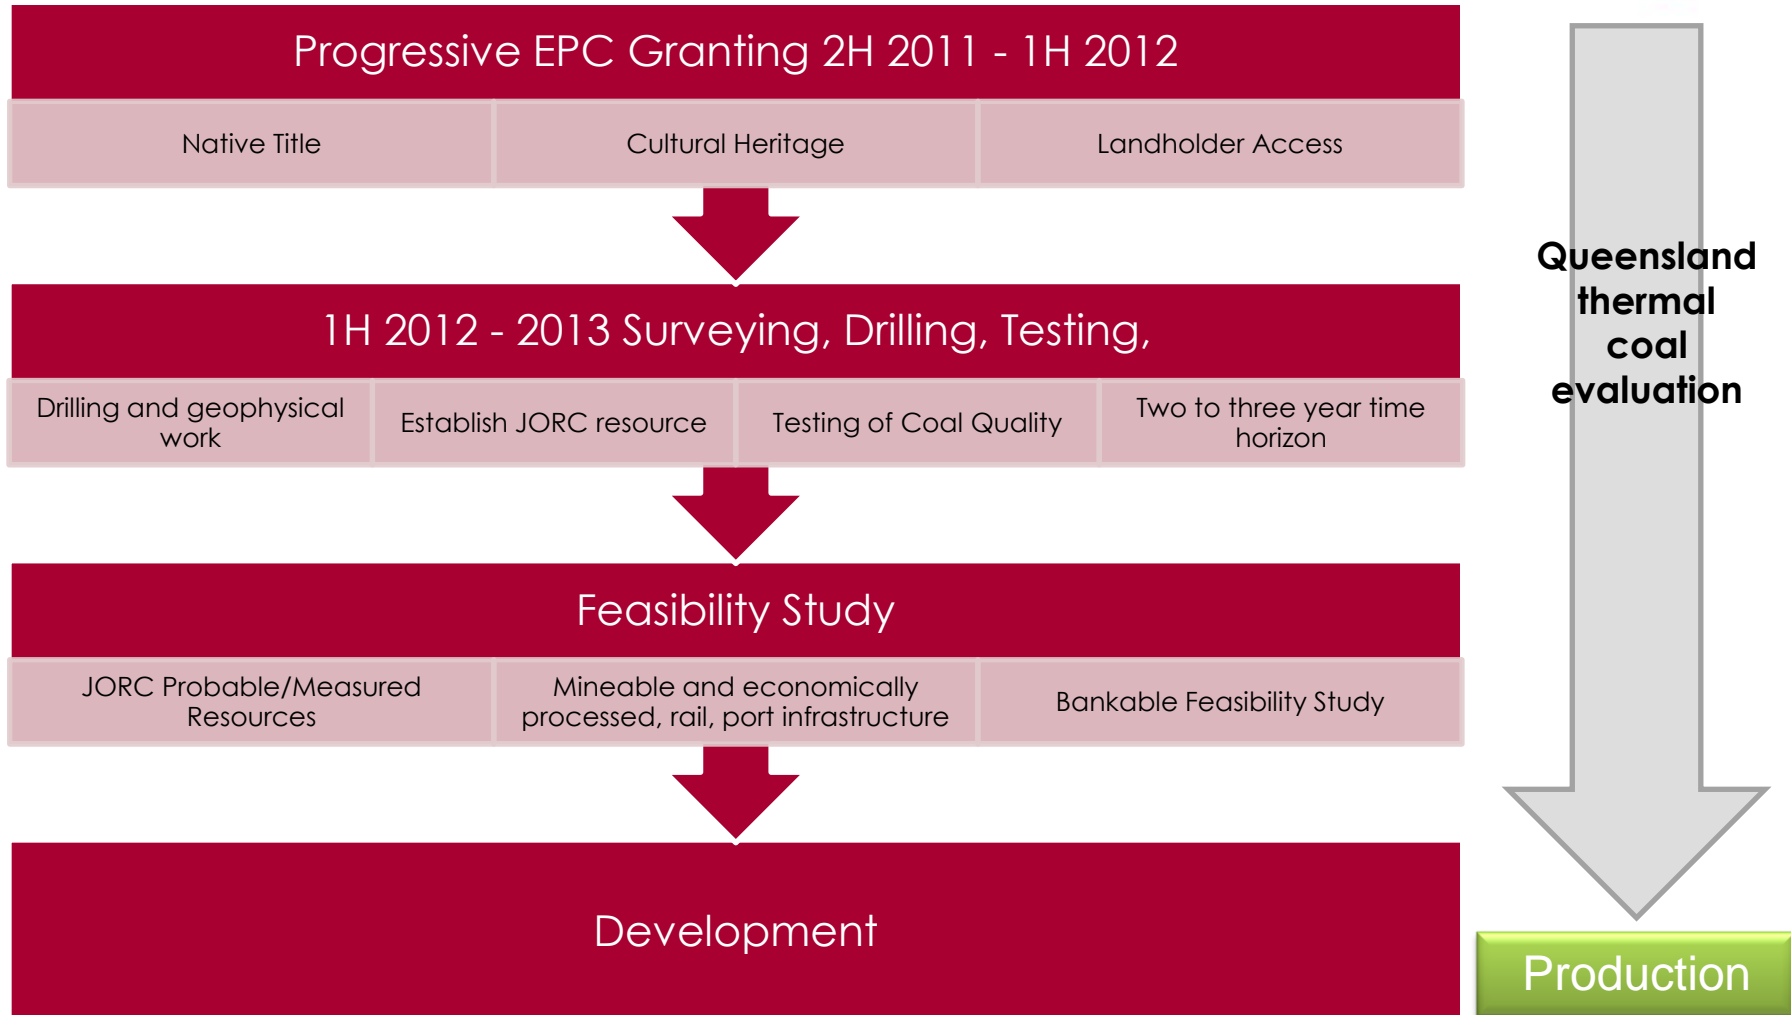 Progressive EPC Granting 2H 2011 - 1H 2012
Native Title
Cultural Heritage
Landholder Access
1H 2012 - 2013 Surveying, Drilling, Testing,
Drilling and geophysical
work
Establish JORC resource
Testing of Coal Quality
Two to three year time
horizon
Feasibility Study
JORC Probable/Measured
Resources
Mineable and economically
processed, rail, port infrastructure
Bankable Feasibility Study
Development
Queensland
thermal
coal
evaluation
Production